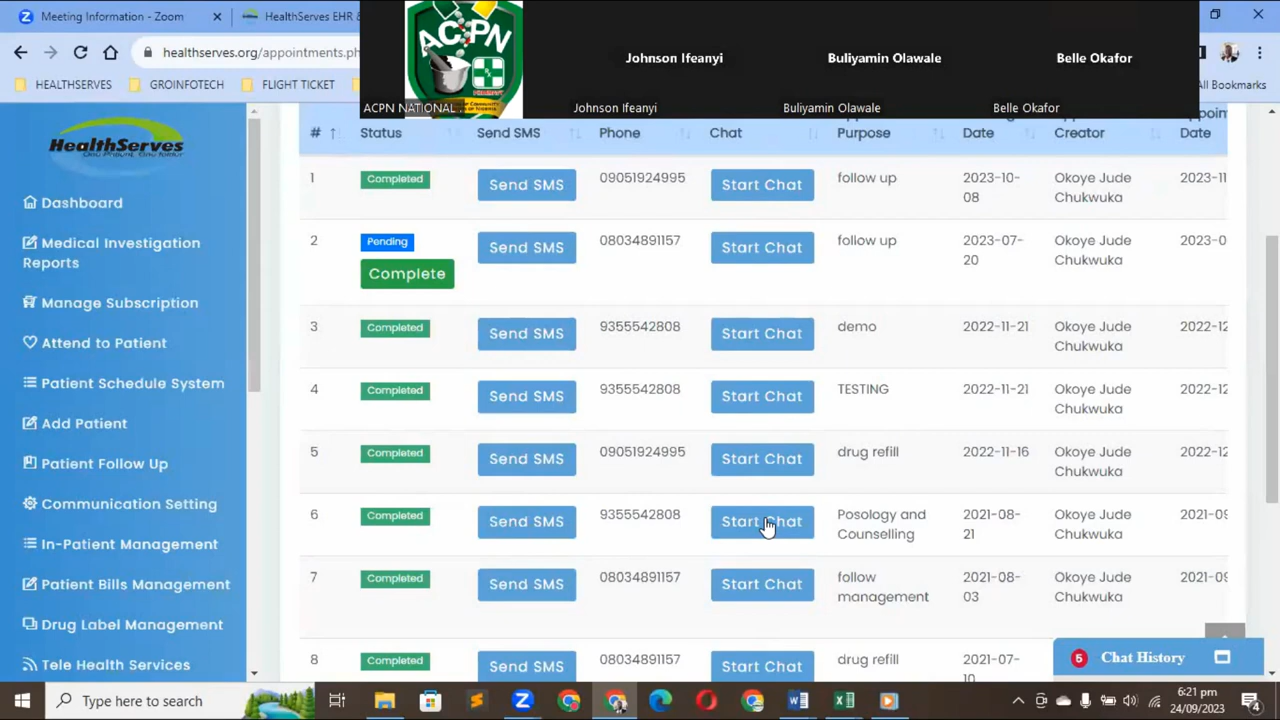 Meeting Information - Zoom
HealthServes EHR &
healthserves.org/appointments.ph
HEALTHSERVES
GROINFOTECH
FLIGHT TICKET
All Bookmarks
ACPN
Johnson Ifeanyi
Buliyamin Olawale
Belle Okafor
ACPN NATIONAL
Johnson Ifeanyi
Buliyamin Olawale
Belle Okafor
HealthServes
Dashboard
Medical Investigation
Reports
Manage Subscription
Attend to Patient
Patient Schedule System
Add Patient
Patient Follow Up
Communication Setting
In-Patient Management
Patient Bills Management
Drug Label Management
Tele Health Services
# Status Send SMS Phone Chat Purpose Date Creator Date
1 Completed Send SMS 09051924995 Start Chat follow up 2023-10- Okoye Jude 2023-11
08 Chukwuka
2 Pending Send SMS 08034891157 Start Chat follow up 2023-07- Okoye Jude 2023-0
20 Chukwuka
Complete
3 Completed Send SMS 9355542808 Start Chat demo 2022-11-21 Okoye Jude 2022-12
Chukwuka
4 Completed Send SMS 9355542808 Start Chat TESTING 2022-11-21 Okoye Jude 2022-12
Chukwuka
5 Completed Send SMS 09051924995 Start Chat drug refill 2022-11-16 Okoye Jude 2022-12
Chukwuka
6 Completed Send SMS 9355542808 Start Chat Posology and 2021-08- Okoye Jude 2021-09
Counselling 21 Chukwuka
7 Completed Send SMS 08034891157 Start Chat follow 2021-08- Okoye Jude 2021-09
management 03 Chukwuka
8 Completed Send SMS 08034891157 Start Chat drug refill 2021-07- Okoye Jude 2021-08
10 Chukwuka
6 Chat History
Type here to search
6:21 pm
24/09/2023
4